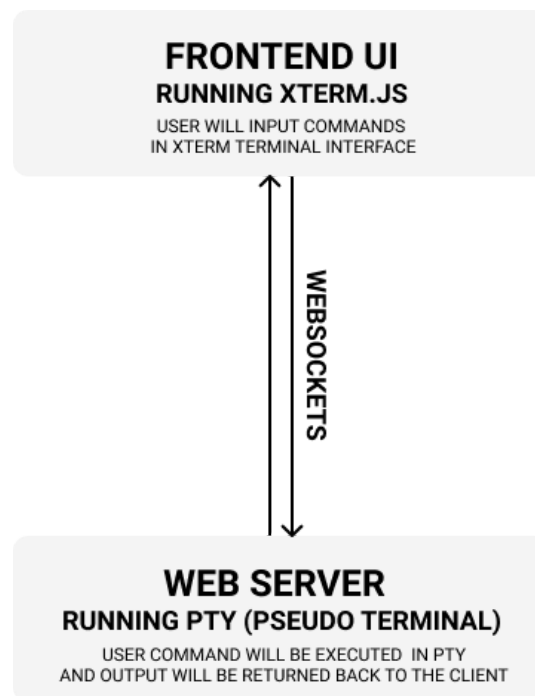 FRONTEND UI
RUNNING XTERM.JS
USER WILL INPUT COMMANDS
IN XTERM TERMINAL INTERFACE
WEBSOCKETS
WEB SERVER
RUNNING PTY (PSEUDO TERMINAL)
USER COMMAND WILL BE EXECUTED IN PTY
AND OUTPUT WILL BE RETURNED BACK TO THE CLIENT